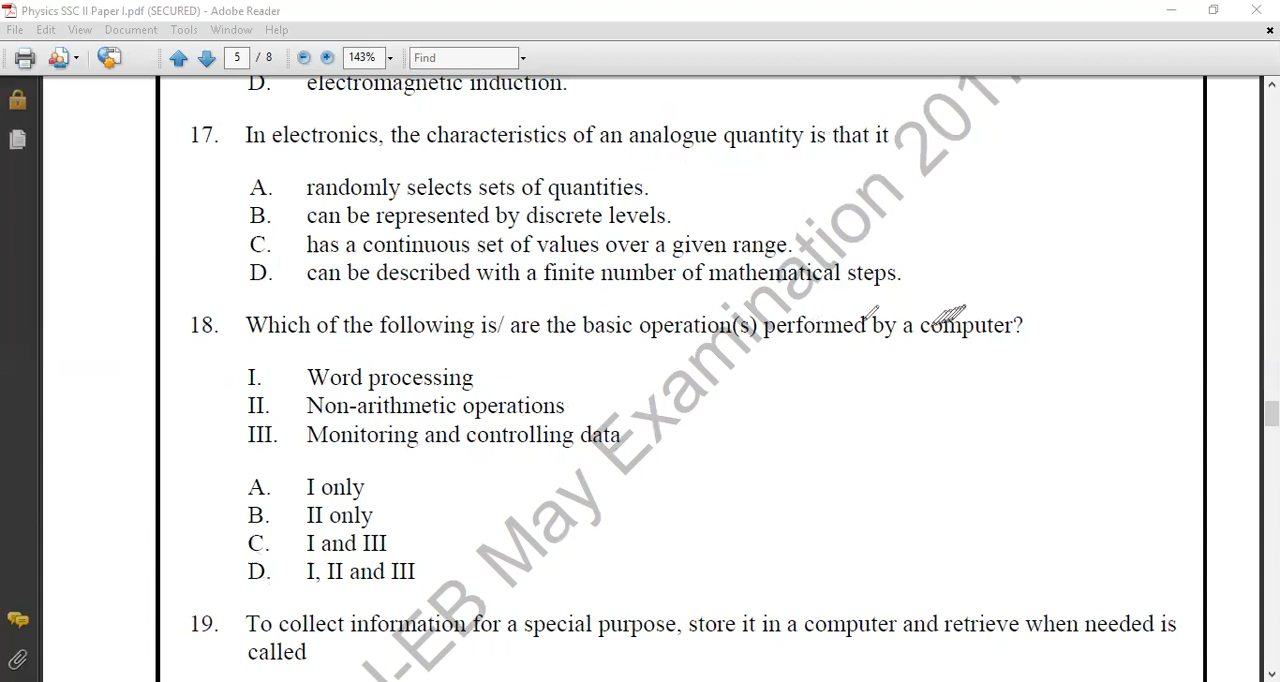 Physics SSC II Paper I.pdf (SECURED) - Adobe Reader
File Edit View Document Tools Window Help
5 / 8 143% Find
D. electromagnetic induction.
17. In electronics, the characteristics of an analogue quantity is that it
A. randomly selects sets of quantities.
B. can be represented by discrete levels.
C. has a continuous set of values over a given range.
D. can be described with a finite number of mathematical steps.
18. Which of the following is/ are the basic operation(s) performed by a computer?
I. Word processing
II. Non-arithmetic operations
III. Monitoring and controlling data
A. I only
B. II only
C. I and III
D. I, II and III
19. To collect information for a special purpose, store it in a computer and retrieve when needed is
called
-EB May Examination 201